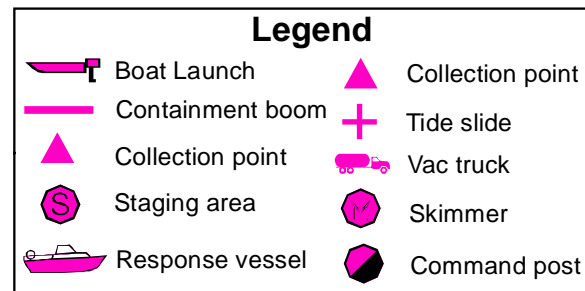 Legend
Boat Launch
Containment boom
Collection point
S Staging area
Response vessel
Collection point
Tide slide
Vac truck
M Skimmer
Command post